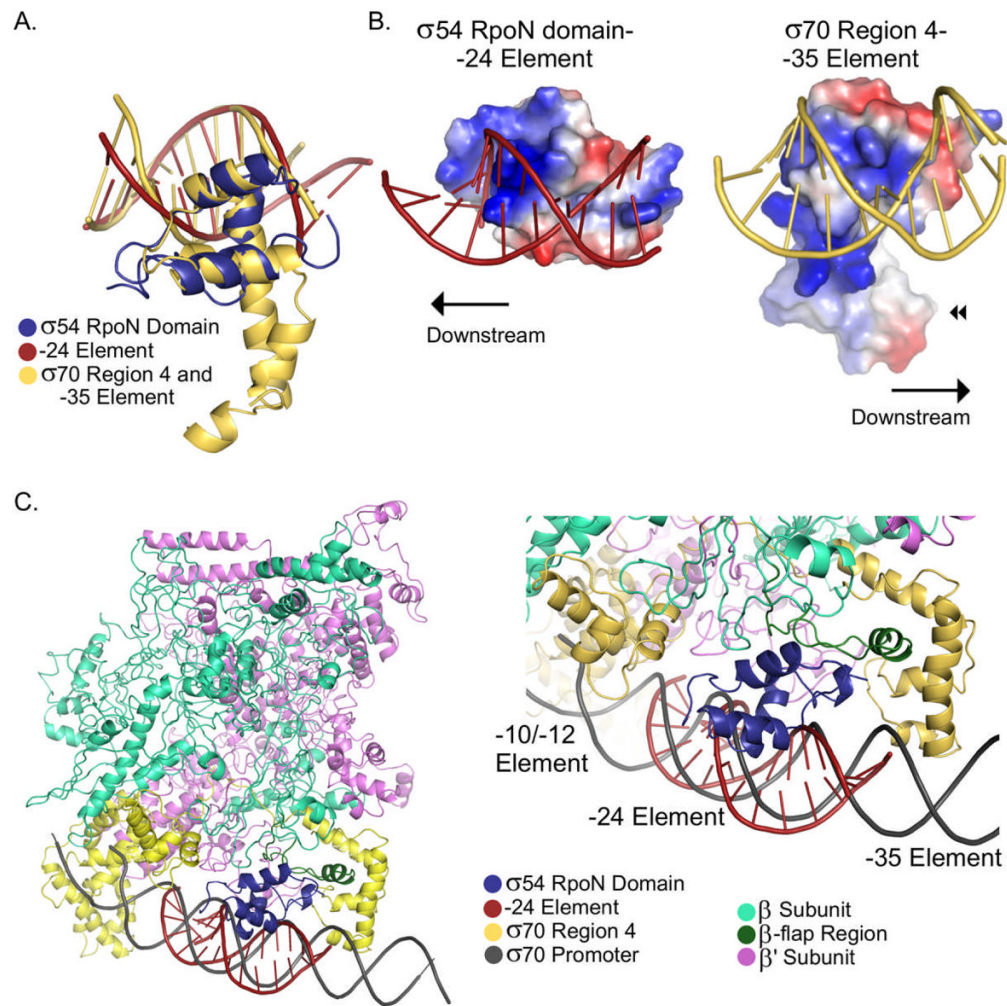 A.
B.
σ54 RpoN domain-
-24 Element
σ70 Region 4-
-35 Element
σ54 RpoN Domain
-24 Element
σ70 Region 4 and
-35 Element
Downstream
Downstream
C.
-10/-12
Element
-24 Element
-35 Element
σ54 RpoN Domain
-24 Element
σ70 Region 4
σ70 Promoter
β Subunit
β-flap Region
β' Subunit